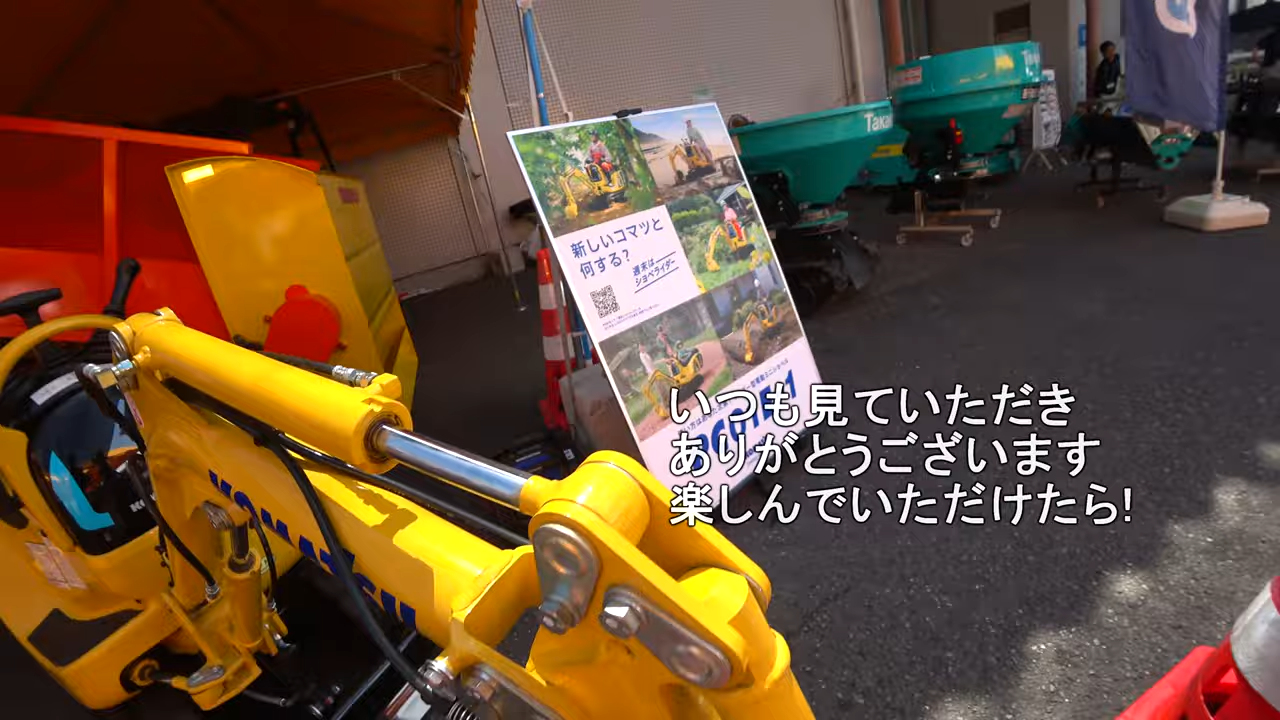 新しいコマツと
何する?
週末は
ショベライダー
Taka
KOMATSU
いつも見ていただき
ありがとうございます
楽しんでいただけたら!